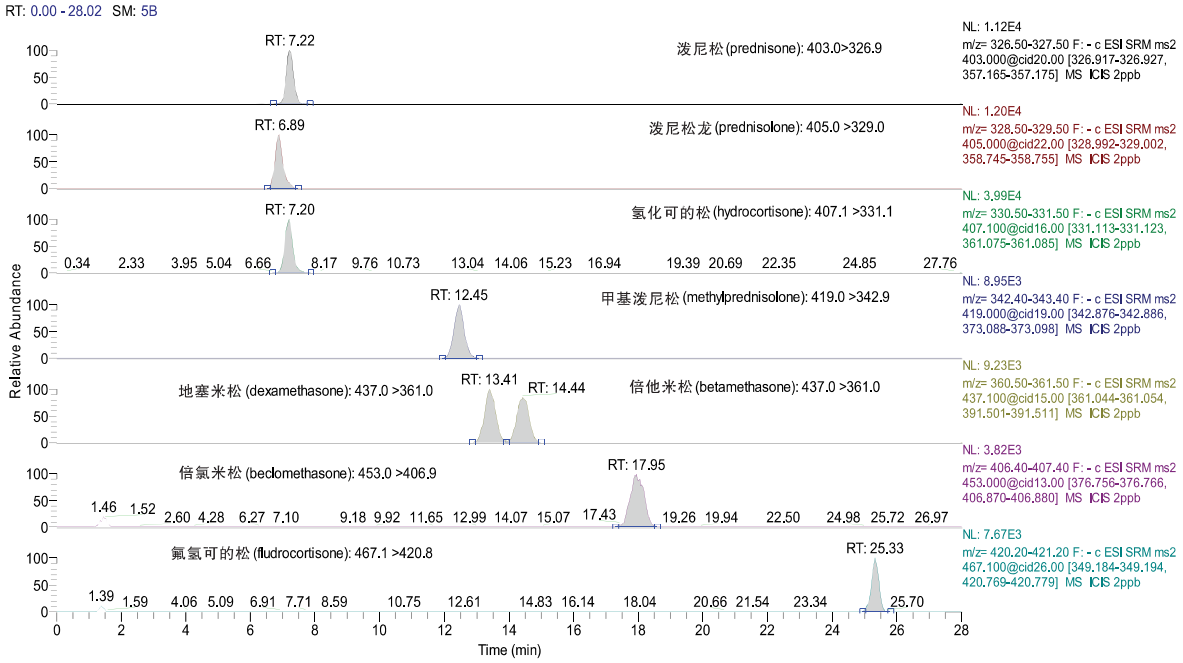 RT: 0.00 - 28.02 SM: 5B
NL: 1.12E4
RT: 7.22
100
50
0
泼尼松(prednisone): 403.0>326.9
m/z= 326.50-327.50 F: - c ESI SRM ms2
403.000@cid20.00 [326.917-326.927,
357.165-357.175] MS ICIS 2ppb
NL: 1.20E4
RT: 6.89
100
50
0
泼尼松龙(prednisolone): 405.0 >329.0
m/z= 328.50-329.50 F: - c ESI SRM ms2
405.000@cid22.00 [328.992-329.002,
358.745-358.755] MS ICIS 2ppb
NL: 3.99E4
RT: 7.20
100
50
0
氢化可的松(hydrocortisone): 407.1 >331.1
m/z= 330.50-331.50 F: - c ESI SRM ms2
407.100@cid16.00 [331.113-331.123,
361.075-361.085] MS ICIS 2ppb
0.34 2.33 3.95 5.04 6.66 8.17 9.76 10.73 13.04 14.06 15.23 16.94 19.39 20.69 22.35 24.85 27.76
NL: 8.95E3
RT: 12.45
100
50
0
甲基泼尼松(methylprednisolone): 419.0 >342.9
m/z= 342.40-343.40 F: - c ESI SRM ms2
419.000@cid19.00 [342.876-342.886,
373.088-373.098] MS ICIS 2ppb
Relative Abundance
NL: 9.23E3
RT: 13.41
RT: 14.44
100
50
0
地塞米松(dexamethasone): 437.0 >361.0
倍他米松(betamethasone): 437.0 >361.0
m/z= 360.50-361.50 F: - c ESI SRM ms2
437.100@cid15.00 [361.044-361.054,
391.501-391.511] MS ICIS 2ppb
NL: 3.82E3
RT: 17.95
100
50
0
倍氯米松(beclomethasone): 453.0 >406.9
m/z= 406.40-407.40 F: - c ESI SRM ms2
453.000@cid13.00 [376.756-376.766,
406.870-406.880] MS ICIS 2ppb
1.46 1.52 2.60 4.28 6.27 7.10 9.18 9.92 11.65 12.99 14.07 15.07 17.43 19.26 19.94 22.50 24.98 25.72 26.97
NL: 7.67E3
RT: 25.33
100
50
0
氟氢可的松(fludrocortisone): 467.1 >420.8
m/z= 420.20-421.20 F: - c ESI SRM ms2
467.100@cid26.00 [349.184-349.194,
420.769-420.779] MS ICIS 2ppb
1.39 1.59 4.06 5.09 6.91 7.71 8.59 10.75 12.61 14.83 16.14 18.04 20.66 21.54 23.34 25.70
0 2 4 6 8 10 12 14 16 18 20 22 24 26 28
Time (min)